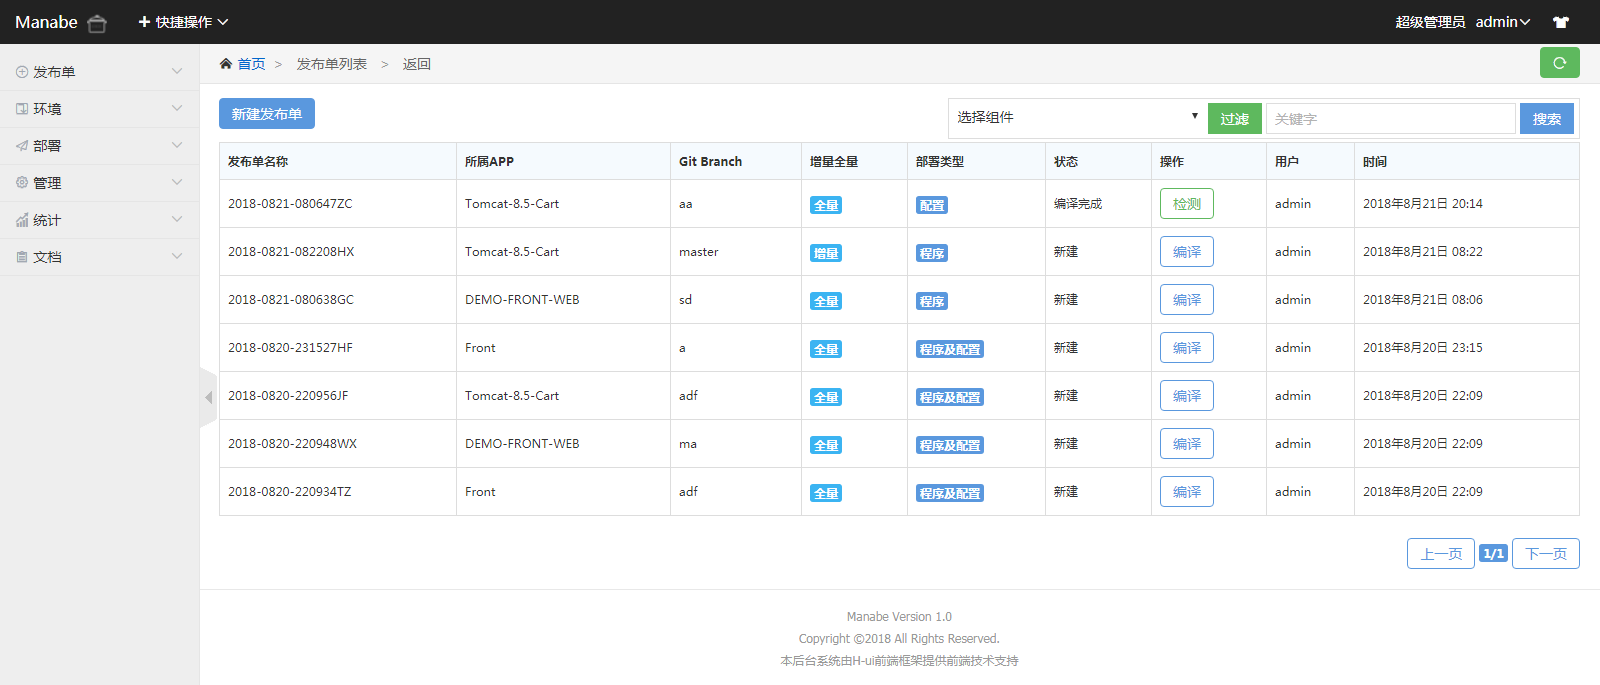 Manabe 快捷操作 超级管理员 admin
发布单
环境
部署
管理
统计
文档
首页 > 发布单列表 > 返回
新建发布单 选择组件 过滤 关键字 搜索
发布单名称 所属APP Git Branch 增量全量 部署类型 状态 操作 用户 时间
2018-0821-080647ZC Tomcat-8.5-Cart aa 全量 配置 编译完成 检测 admin 2018年8月21日 20:14
2018-0821-082208HX Tomcat-8.5-Cart master 增量 程序 新建 编译 admin 2018年8月21日 08:22
2018-0821-080638GC DEMO-FRONT-WEB sd 全量 程序 新建 编译 admin 2018年8月21日 08:06
2018-0820-231527HF Front a 全量 程序及配置 新建 编译 admin 2018年8月20日 23:15
2018-0820-220956JF Tomcat-8.5-Cart adf 全量 程序及配置 新建 编译 admin 2018年8月20日 22:09
2018-0820-220948WX DEMO-FRONT-WEB ma 全量 程序及配置 新建 编译 admin 2018年8月20日 22:09
2018-0820-220934TZ Front adf 全量 程序及配置 新建 编译 admin 2018年8月20日 22:09
上一页 1/1 下一页
Manabe Version 1.0
Copyright ©2018 All Rights Reserved.
本后台系统由H-ui前端框架提供前端技术支持